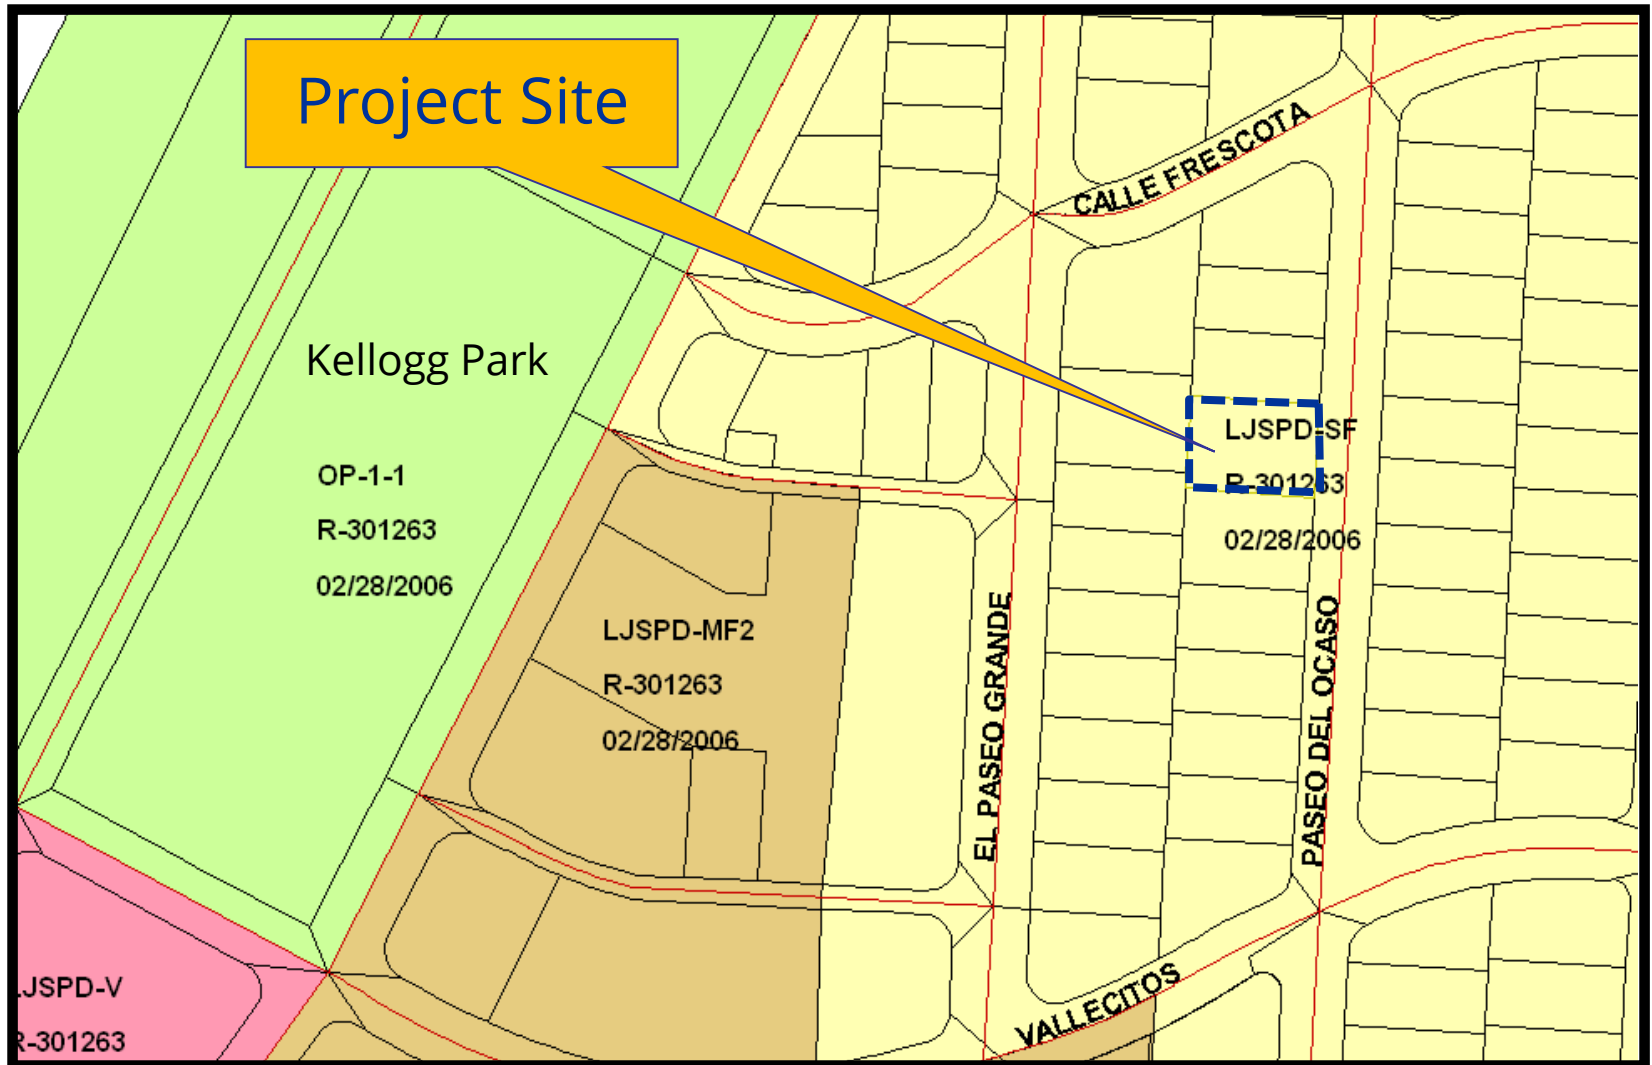 Project Site
CALLE FRESCOTA
Kellogg Park
LJSPD-SF
R-301263
02/28/2006
OP-1-1
R-301263
02/28/2006
LJSPD-MF2
R-301263
02/28/2006
EL PASEO GRANDE
PASEO DEL OCASO
VALLECITOS
LJSPD-V
R-301263